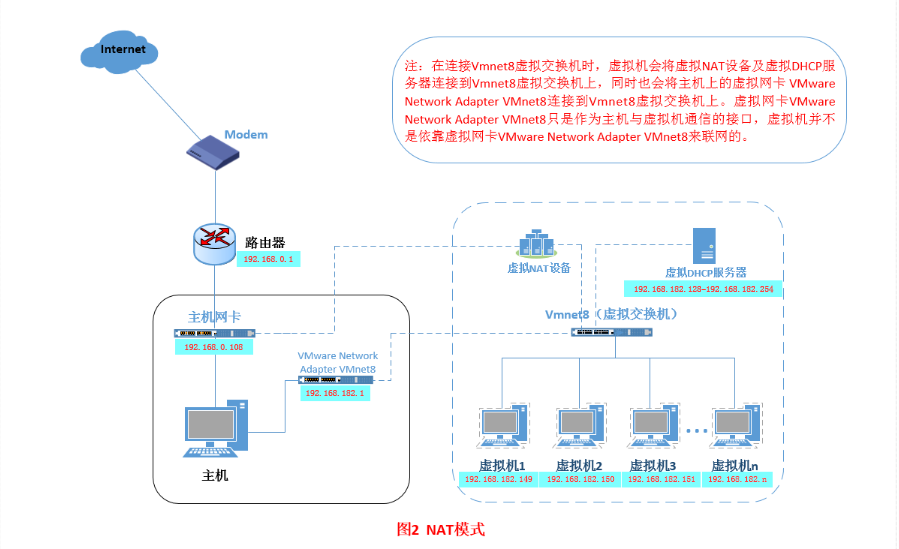 Internet
注：在连接Vmnet8虚拟交换机时，虚拟机会将虚拟NAT设备及虚拟DHCP服
务器连接到Vmnet8虚拟交换机上，同时也会将主机上的虚拟网卡 VMware
Network Adapter VMnet8连接到Vmnet8虚拟交换机上。虚拟网卡VMware
Network Adapter VMnet8只是作为主机与虚拟机通信的接口，虚拟机并不
是依靠虚拟网卡VMware Network Adapter VMnet8来联网的。
Modem
路由器
192.168.0.1
虚拟NAT设备
虚拟DHCP服务器
192.168.182.128-192.168.182.254
主机网卡
192.168.0.108
Vmnet8（虚拟交换机）
VMware Network
Adapter VMnet8
192.168.182.1
主机
虚拟机1
192.168.182.149
虚拟机2
192.168.182.150
虚拟机3
192.168.182.151
虚拟机n
192.168.182.n
图2 NAT模式